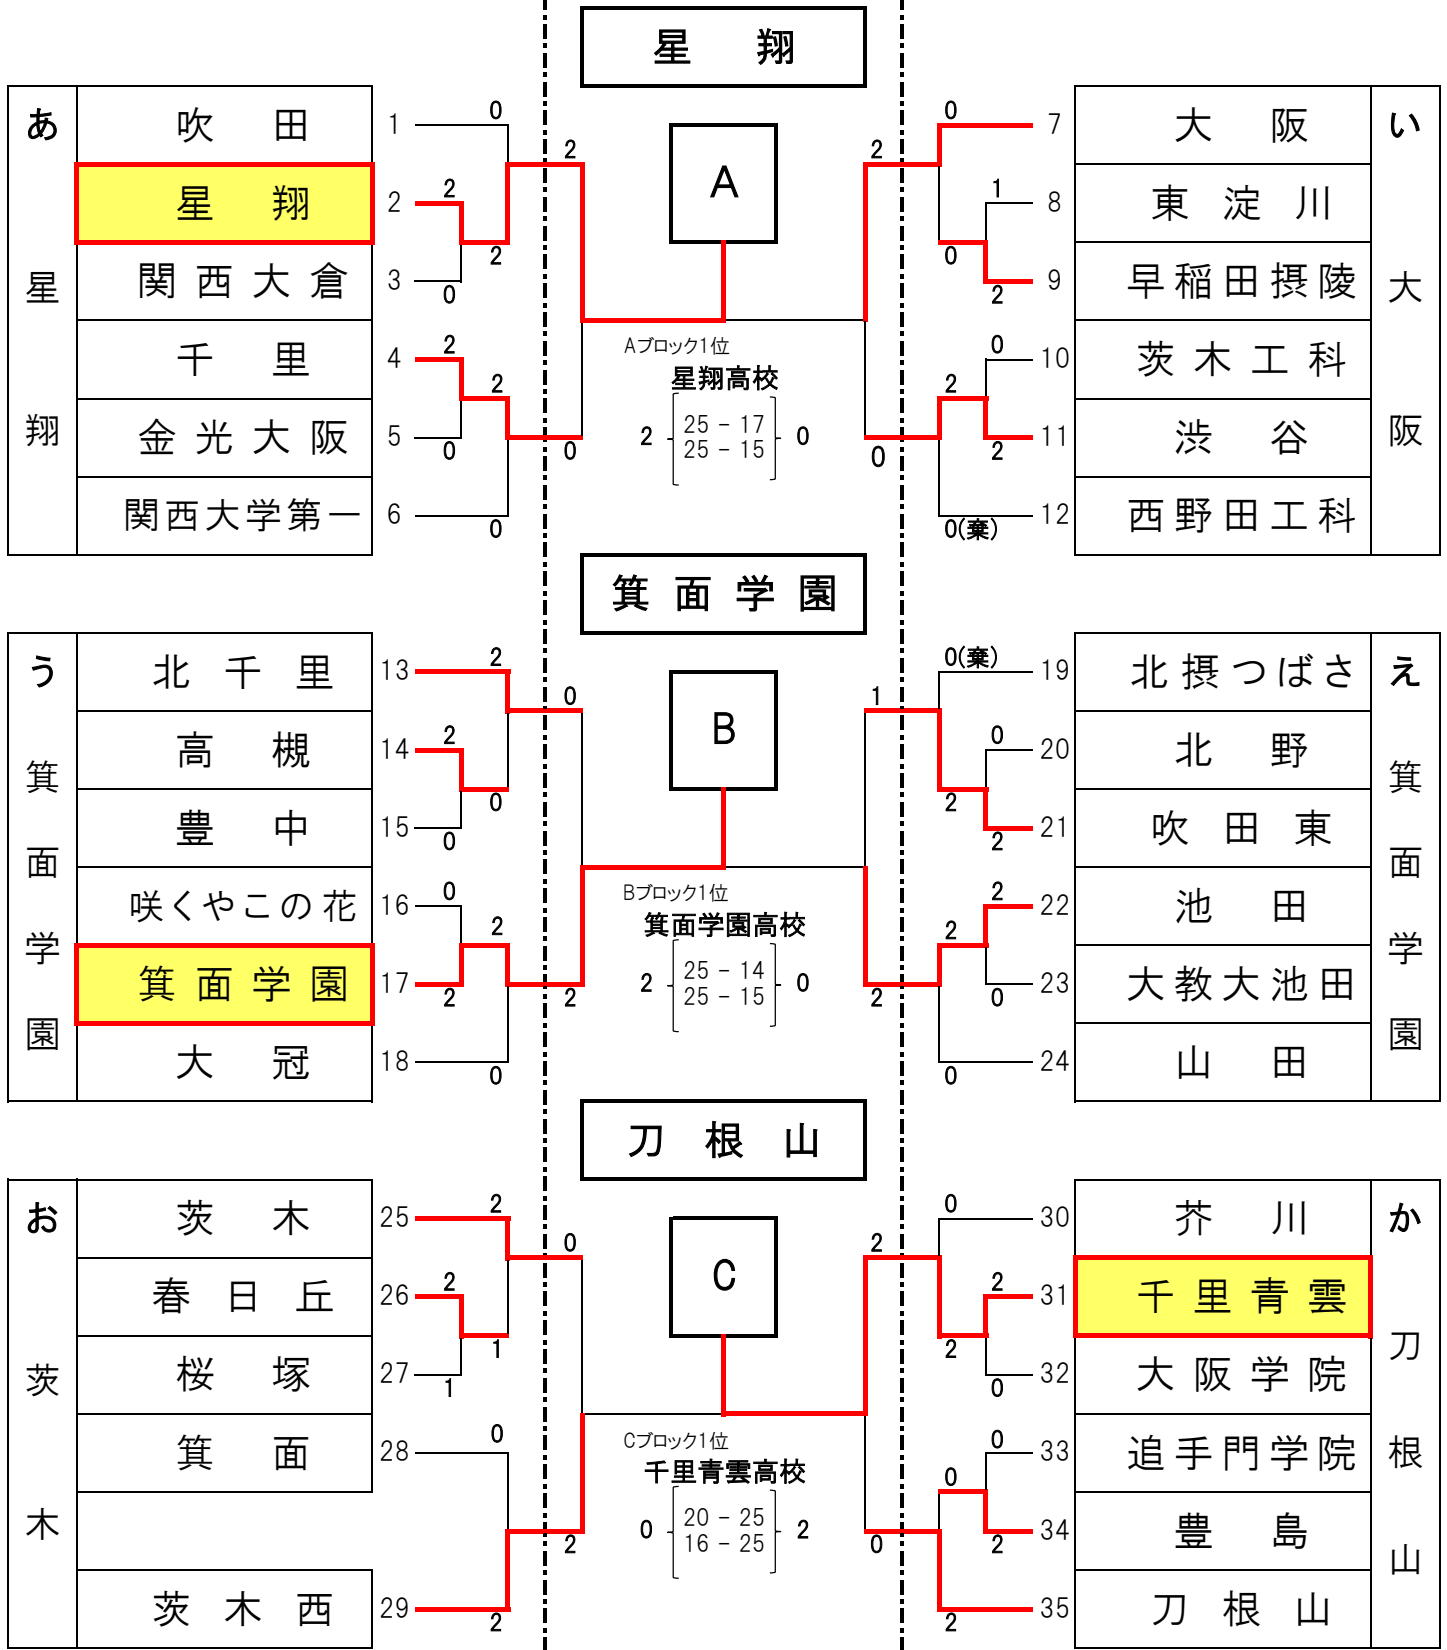 星翔
あ 星翔
吹田 1 0
星翔 2 2
2
2
関西大倉 3 0
千里 4 2
2
金光大阪 5 0
0
関西大学第一 6 0
A
Aブロック1位
星翔高校
2 25 - 17 0
25 - 15
い 大阪
0 7 大阪
2
1 8 東淀川
0
2 9 早稲田摂陵
0 10 茨木工科
2
2 11 渋谷
0
0(棄) 12 西野田工科
箕面学園
う 箕面学園
北千里 13 2
0
高槻 14 2
0
豊中 15 0
咲くやこの花 16 0
2
箕面学園 17 2
2
大冠 18 0
B
Bブロック1位
箕面学園高校
2 25 - 14 0
25 - 15
え 箕面学園
0(棄) 19 北摂つばさ
1
0 20 北野
2
2 21 吹田東
2 22 池田
2
0 23 大教大池田
2
0 24 山田
刀根山
お 茨木
茨木 25 2
0
春日丘 26 2
1
桜塚 27 1
箕面 28 0
2
茨木西 29 2
C
Cブロック1位
千里青雲高校
0 20 - 25 2
16 - 25
か 刀根山
0 30 芥川
2
2 31 千里青雲
2
0 32 大阪学院
0 33 追手門学院
0
2 34 豊島
0
2 35 刀根山